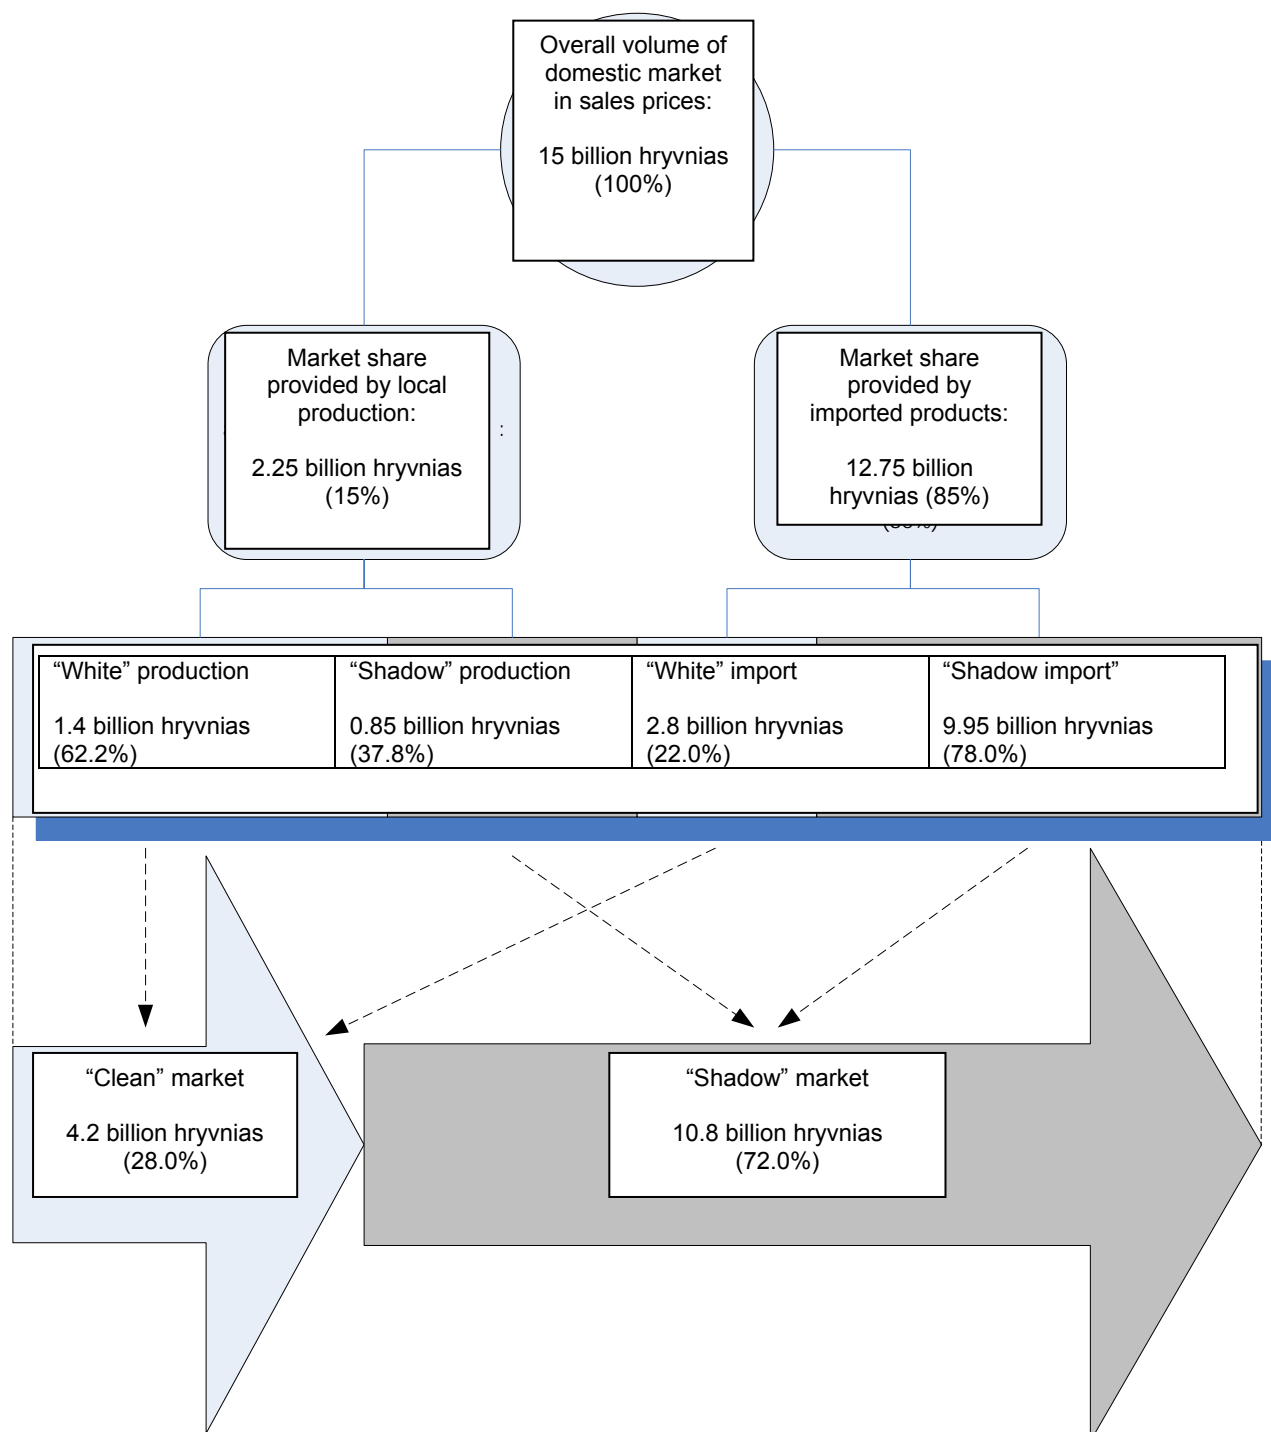 Overall volume of
domestic market
in sales prices:
15 billion hryvnias
(100%)
Market share
provided by local
production:
2.25 billion hryvnias
(15%)
:
Market share
provided by
imported products:
12.75 billion
hryvnias (85%)
“White” production
1.4 billion hryvnias
(62.2%)
“Shadow” production
0.85 billion hryvnias
(37.8%)
“White” import
2.8 billion hryvnias
(22.0%)
“Shadow import”
9.95 billion hryvnias
(78.0%)
“Clean” market
4.2 billion hryvnias
(28.0%)
“Shadow” market
10.8 billion hryvnias
(72.0%)